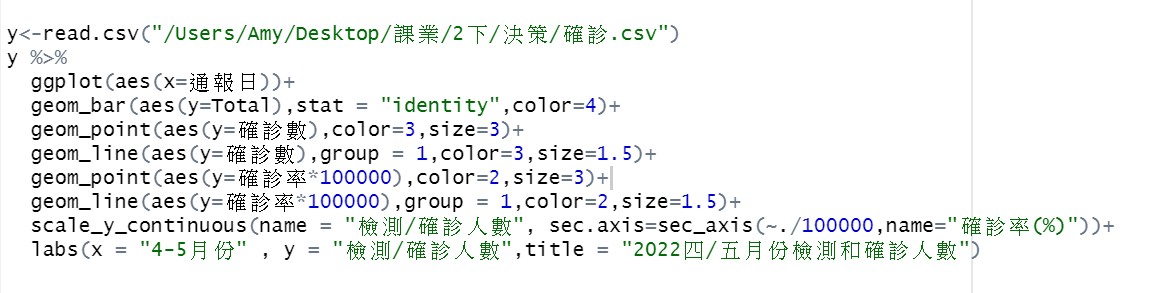 y<-read.csv("/Users/Amy/Desktop/課業/2下/決策/確診.csv")
y %>%
  ggplot(aes(x=通報日))+
  geom_bar(aes(y=Total),stat = "identity",color=4)+
  geom_point(aes(y=確診數),color=3,size=3)+
  geom_line(aes(y=確診數),group = 1,color=3,size=1.5)+
  geom_point(aes(y=確診率*100000),color=2,size=3)+
  geom_line(aes(y=確診率*100000),group = 1,color=2,size=1.5)+
  scale_y_continuous(name = "檢測/確診人數", sec.axis=sec_axis(~./100000,name="確診率(%)"))+
  labs(x = "4-5月份" , y = "檢測/確診人數",title = "2022四/五月份檢測和確診人數")